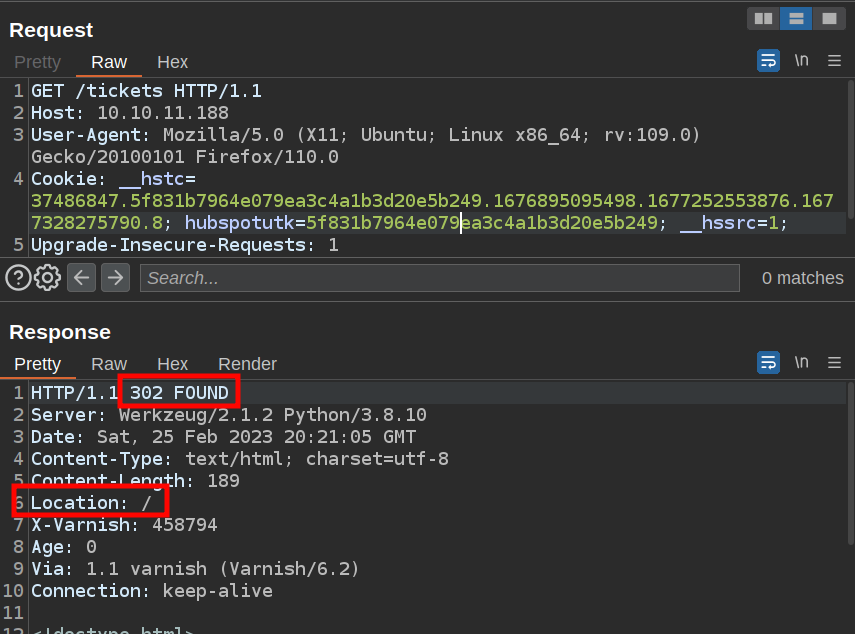 Request
Pretty Raw Hex
\n
1 GET /tickets HTTP/1.1
2 Host: 10.10.11.188
3 User-Agent: Mozilla/5.0 (X11; Ubuntu; Linux x86_64; rv:109.0)
Gecko/20100101 Firefox/110.0
4 Cookie: __hstc=
37486847.5f831b7964e079ea3c4a1b3d20e5b249.1676895095498.1677252553876.167
7328275790.8; hubspotutk=5f831b7964e079ea3c4a1b3d20e5b249; __hssrc=1;
5 Upgrade-Insecure-Requests: 1
Search...
0 matches
Response
Pretty Raw Hex Render
\n
1 HTTP/1.1 302 FOUND
2 Server: Werkzeug/2.1.2 Python/3.8.10
3 Date: Sat, 25 Feb 2023 20:21:05 GMT
4 Content-Type: text/html; charset=utf-8
5 Content-Length: 189
6 Location: /
7 X-Varnish: 458794
8 Age: 0
9 Via: 1.1 varnish (Varnish/6.2)
10 Connection: keep-alive
11
12 <!doctype html>